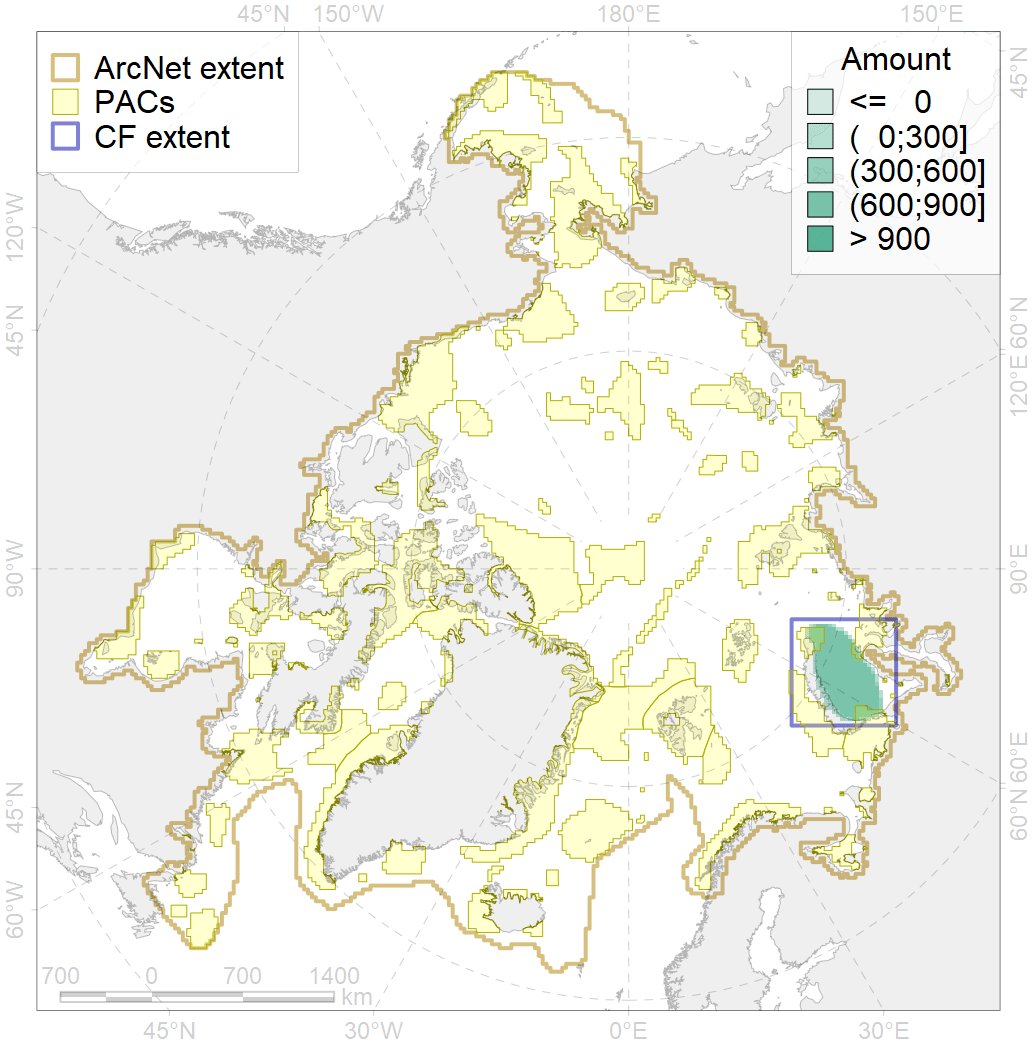 45°N 150°W 180°E 150°E
ArcNet extent
PACs
CF extent
Amount
<= 0
( 0;300]
(300;600]
(600;900]
> 900
45°N
120°W
60°N
45°N
120°E
90°W
90°E
60°E
45°N
60°N
60°W
700 0 700 1400
km
45°N 30°W 0°E 30°E